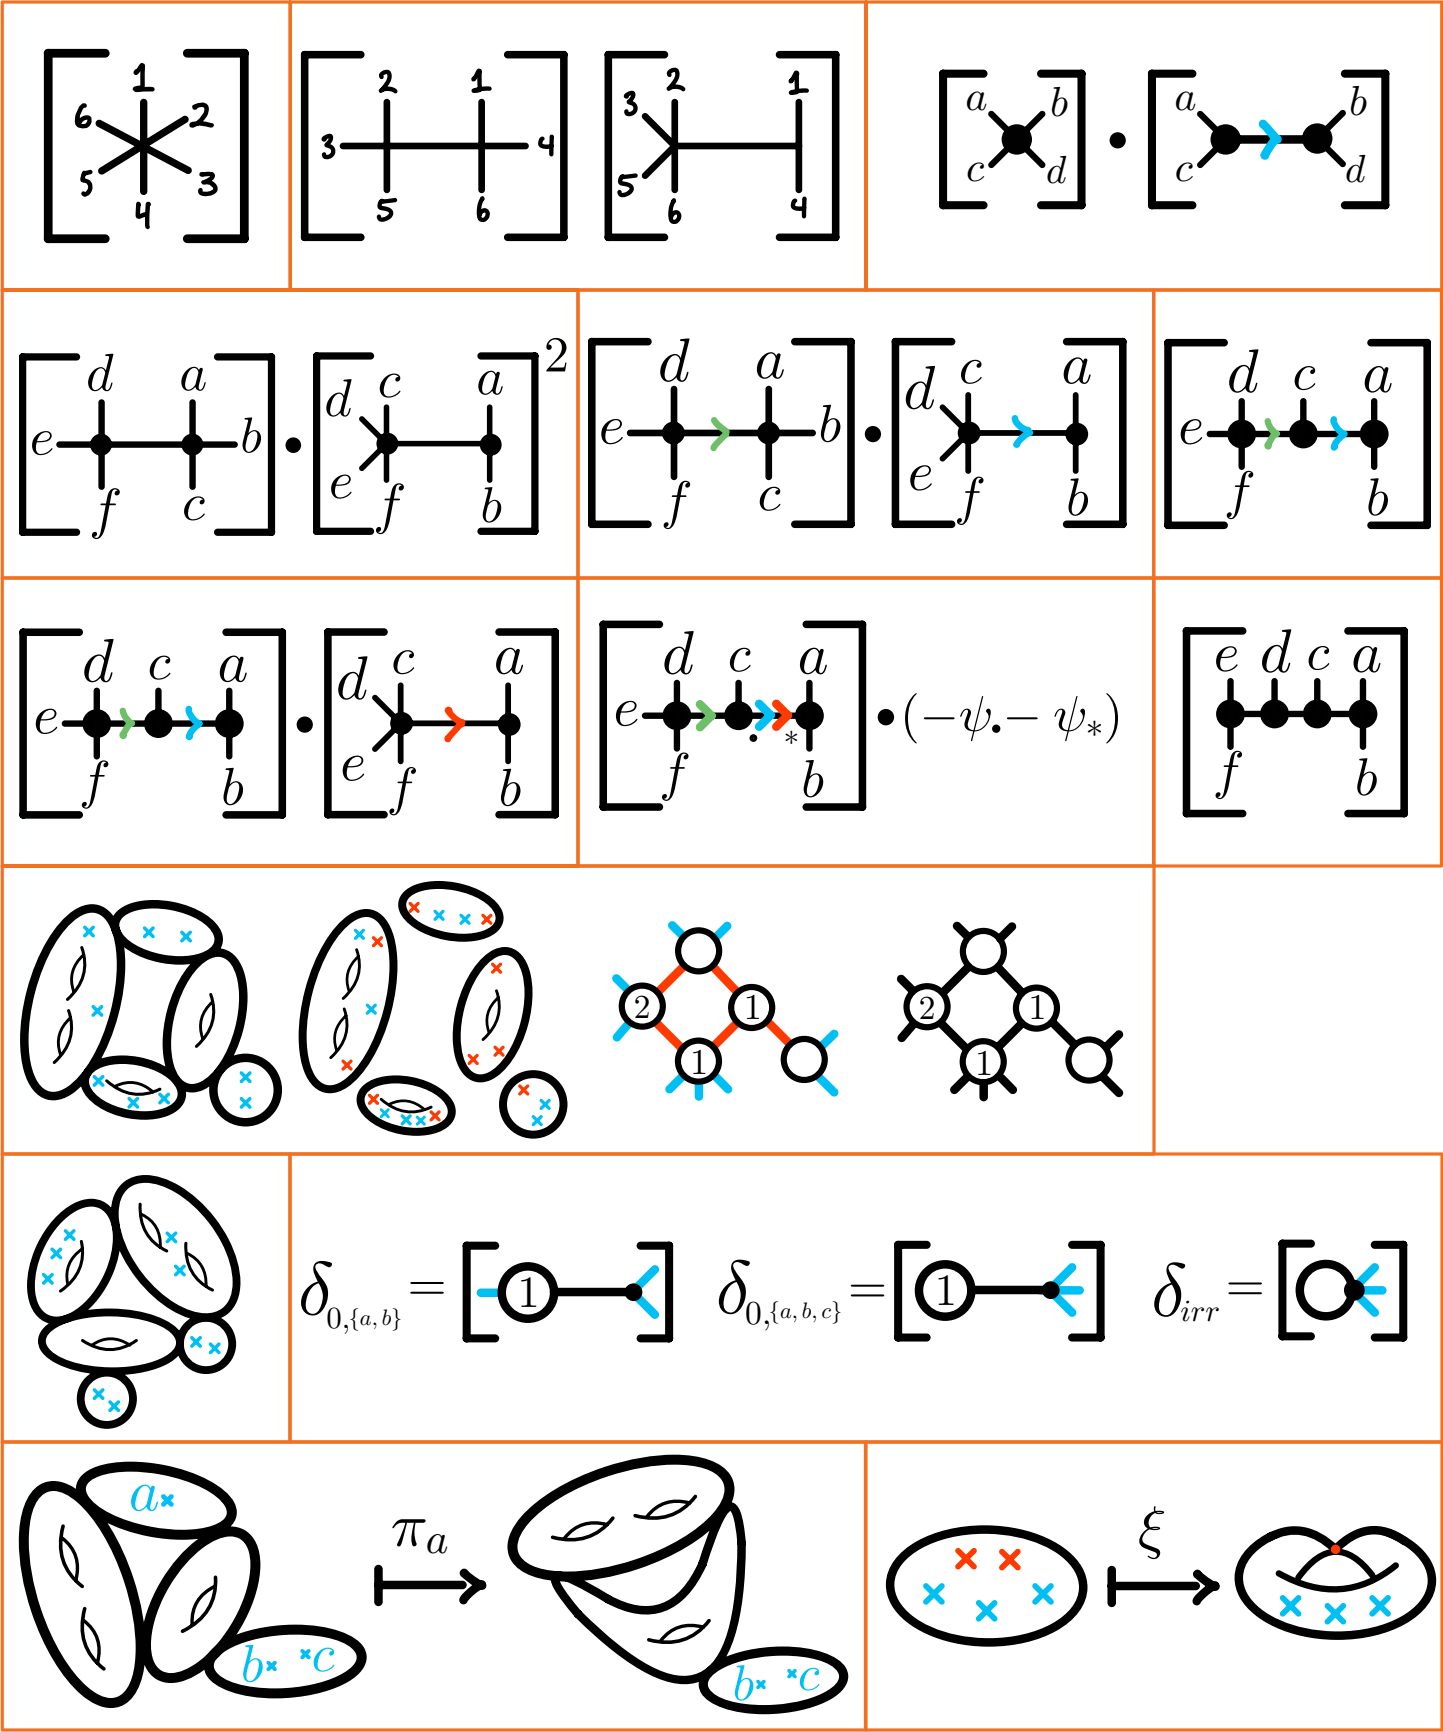 1
6 2
5 3
4
2 1
3 4
5 6
2 1
3
5
6 4
a b
c d
a b
c d
d a
e b
f c
d c a 2
e f b
d a
e b
f c
d c a
e f b
d c a
e
f b
d c a
e
f b
d c a
e f b
d c a
e
f b
• *
• (−ψ• − ψ*)
e d c a
f b
2 1
1
2 1
1
δ0,{a,b} = 1
δ0,{a,b,c} = 1
δirr =
a
b c
πa
b c
ξ